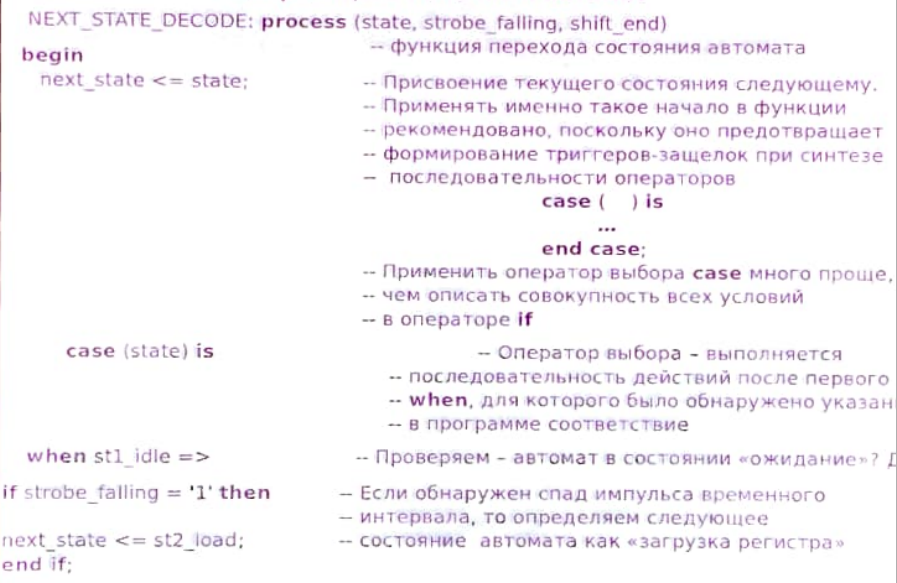 NEXT_STATE_DECODE: process (state, strobe_falling, shift_end)
begin -- функция перехода состояния автомата
next_state <= state; -- Присвоение текущего состояния следующему.
-- Применять именно такое начало в функции
-- рекомендовано, поскольку оно предотвращает
-- формирование триггеров-защелок при синтезе
-- последовательности операторов
case ( ) is
...
end case;
-- Применить оператор выбора case много проще,
-- чем описать совокупность всех условий
-- в операторе if
case (state) is -- Оператор выбора - выполняется
-- последовательность действий после первого
-- when, для которого было обнаружено указан
-- в программе соответствие
when st1_idle => -- Проверяем - автомат в состоянии «ожидание»? Д
if strobe_falling = '1' then -- Если обнаружен спад импульса временного
-- интервала, то определяем следующее
next_state <= st2_load; -- состояние автомата как «загрузка регистра»
end if;